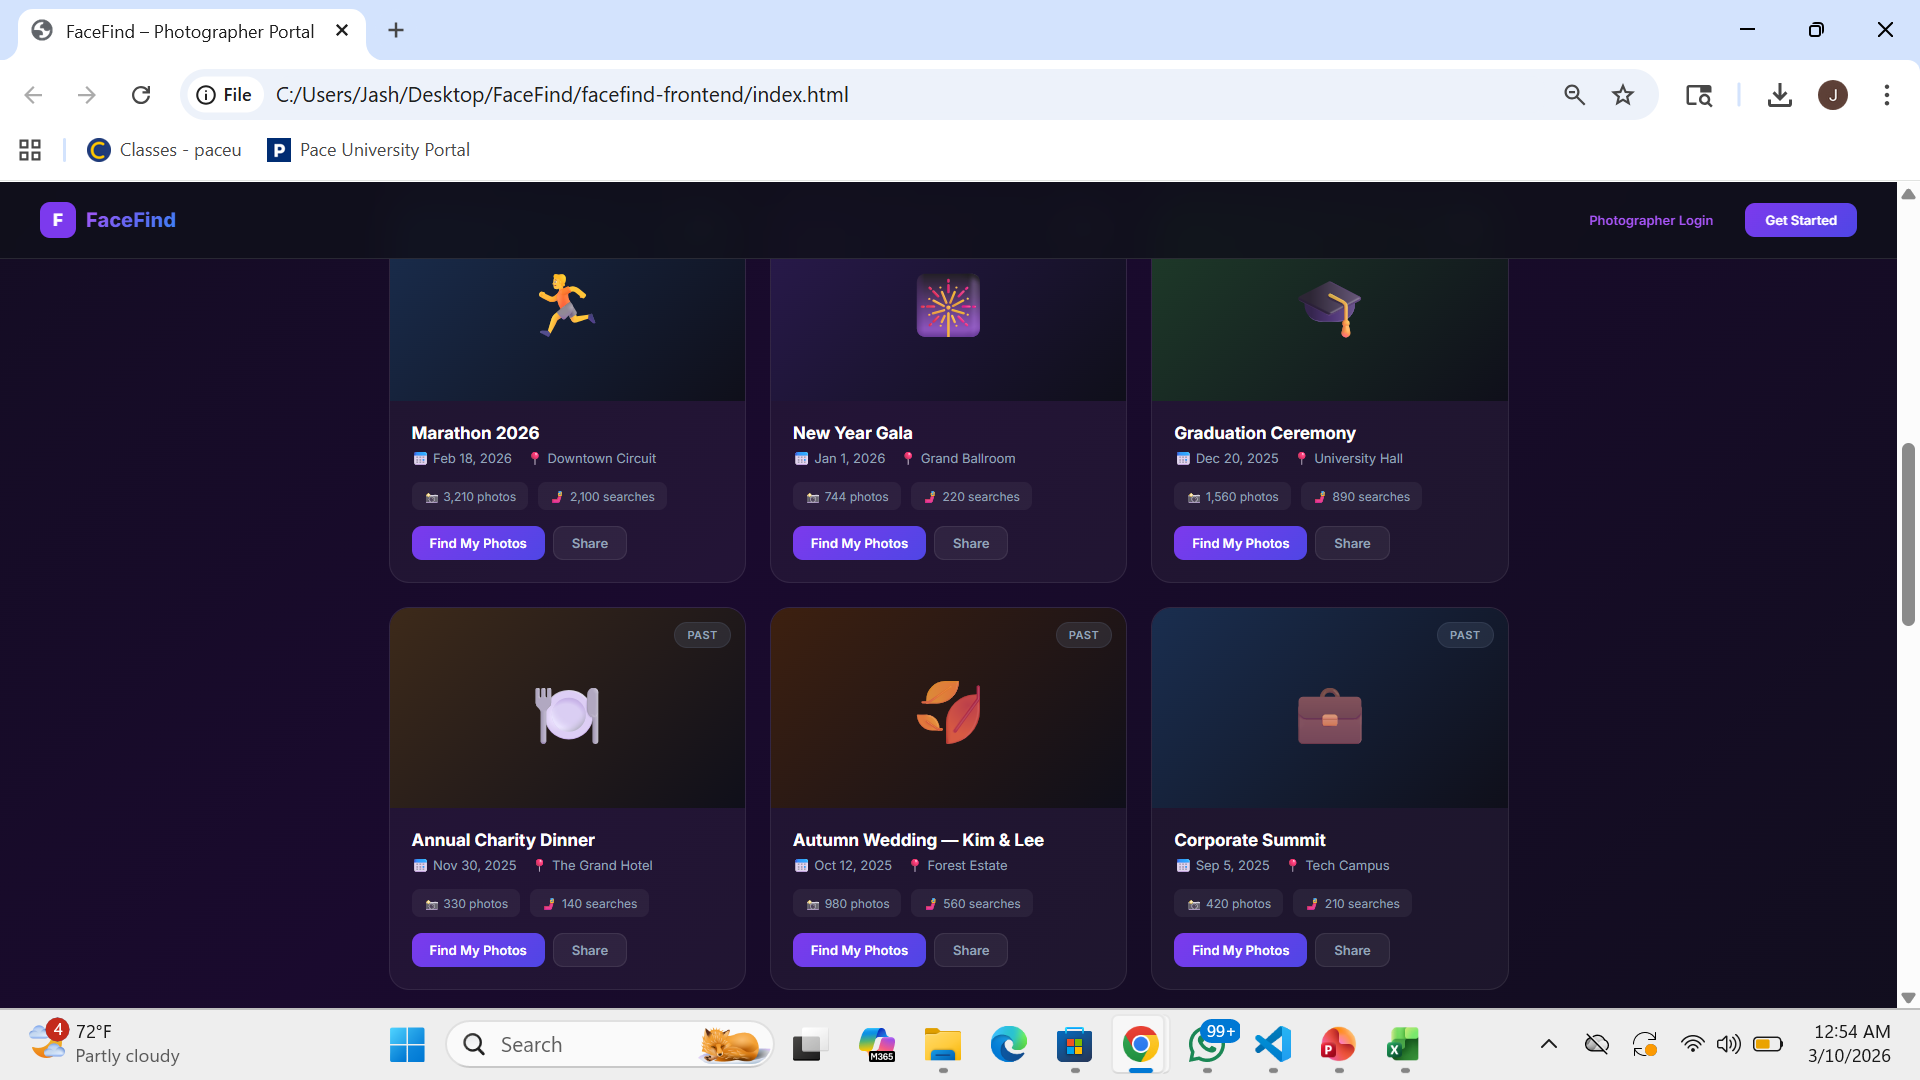 FaceFind – Photographer Portal
File
C:/Users/Jash/Desktop/FaceFind/facefind-frontend/index.html
J
Classes - paceu
P
Pace University Portal
F
FaceFind
Photographer Login
Get Started
Marathon 2026
Feb 18, 2026
Downtown Circuit
3,210 photos
2,100 searches
Find My Photos
Share
New Year Gala
Jan 1, 2026
Grand Ballroom
744 photos
220 searches
Find My Photos
Share
Graduation Ceremony
Dec 20, 2025
University Hall
1,560 photos
890 searches
Find My Photos
Share
PAST
Annual Charity Dinner
Nov 30, 2025
The Grand Hotel
330 photos
140 searches
Find My Photos
Share
PAST
Autumn Wedding — Kim & Lee
Oct 12, 2025
Forest Estate
980 photos
560 searches
Find My Photos
Share
PAST
Corporate Summit
Sep 5, 2025
Tech Campus
420 photos
210 searches
Find My Photos
Share
4
72°F
Partly cloudy
Search
M365
99+
P
X
12:54 AM
3/10/2026